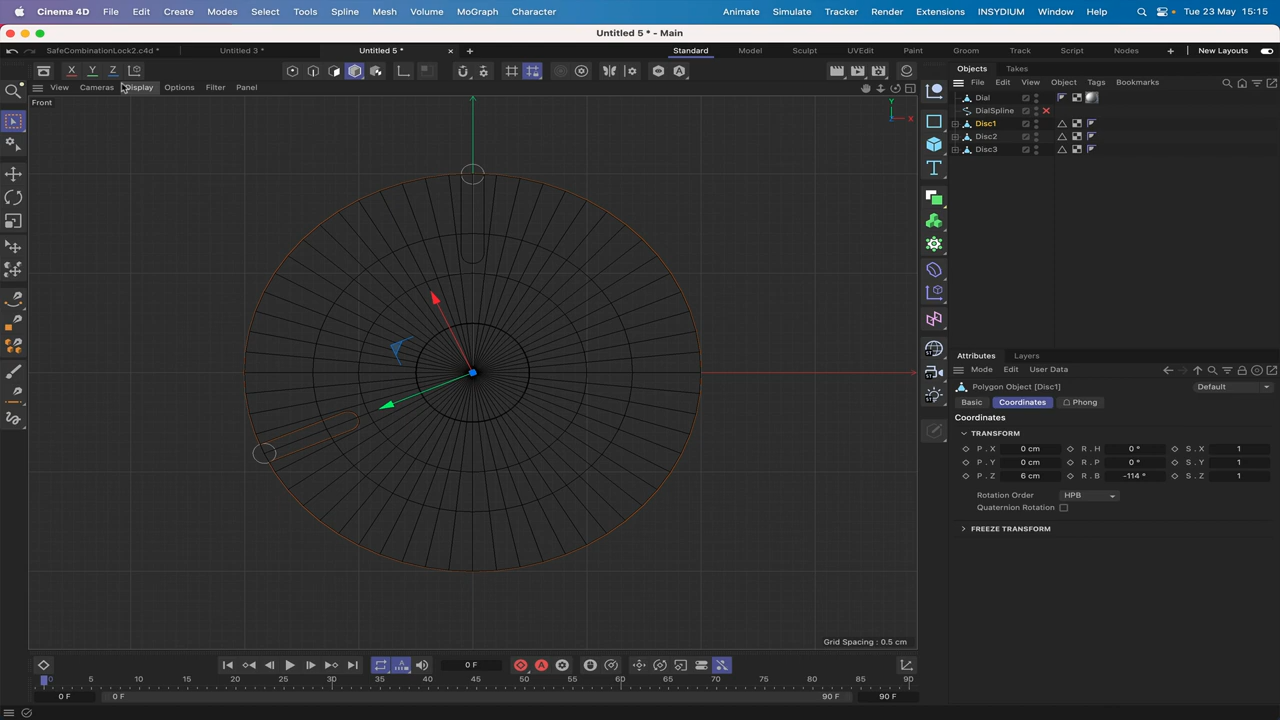 Cinema 4D File Edit Create Modes Select Tools Spline Mesh Volume MoGraph Character Animate Simulate Tracker Render Extensions INSYDIUM Window Help Tue 23 May 15:15
Untitled 5 * - Main
SafeCombinationLock2.c4d * Untitled 3 * Untitled 5 * Standard Model Sculpt UVEdit Paint Groom Track Script Nodes New Layouts
X Y Z
Objects Takes
View Cameras Display Options Filter Panel
File Edit View Object Tags Bookmarks
Front
Y
X
Dial
DialSpline
Disc1
Disc2
Disc3
Attributes Layers
Mode Edit User Data
Polygon Object [Disc1] Default
Basic Coordinates Phong
Coordinates
TRANSFORM
P . X 0 cm R . H 0 ° S . X 1
P . Y 0 cm R . P 0 ° S . Y 1
P . Z 6 cm R . B -114 ° S . Z 1
Rotation Order HPB
Quaternion Rotation
FREEZE TRANSFORM
Grid Spacing : 0.5 cm
0 F
0 5 10 15 20 25 30 35 40 45 50 55 60 65 70 75 80 85 90
0 F 0 F 90 F 90 F